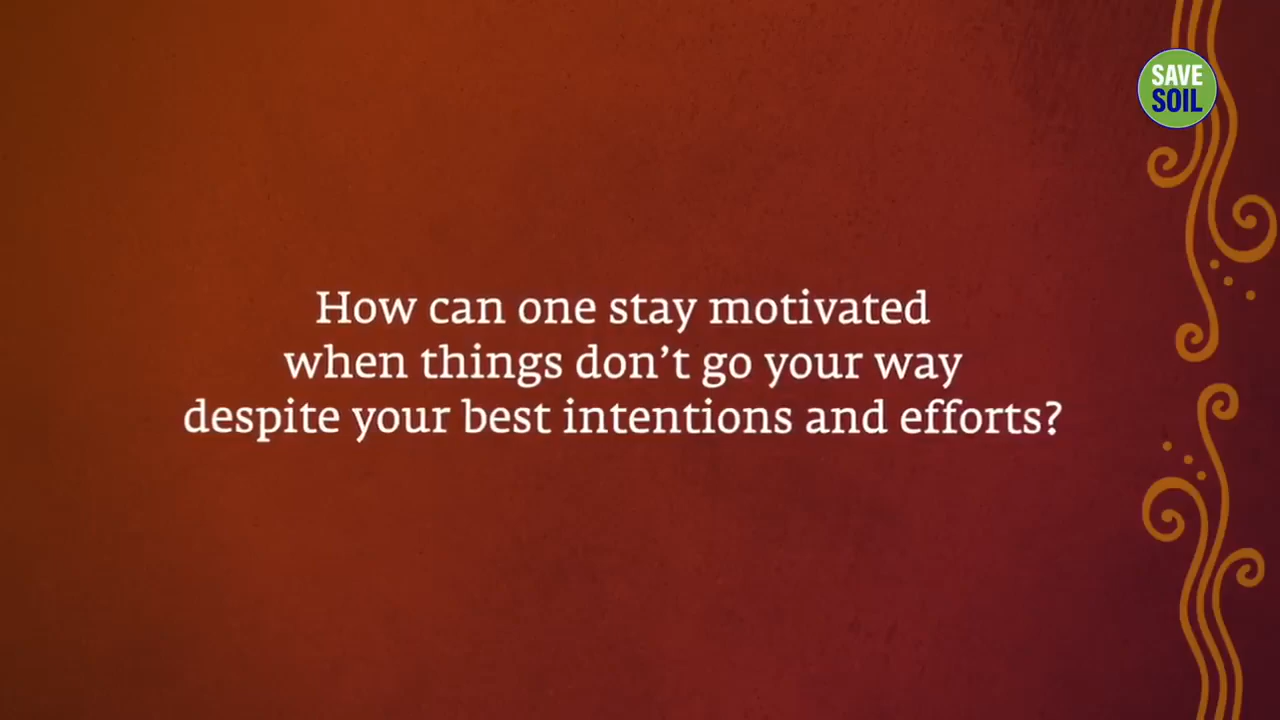 SAVE
SOIL
How can one stay motivated
when things don’t go your way
despite your best intentions and efforts?